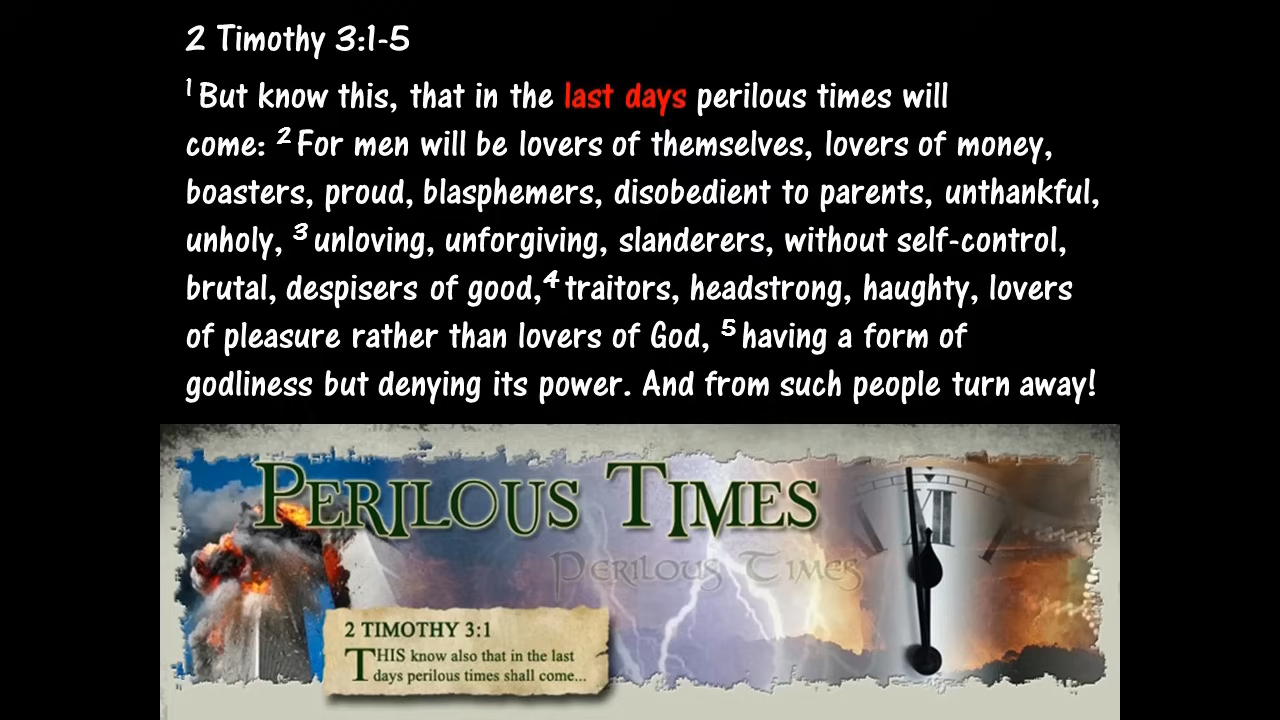 2 Timothy 3:1-5
1 But know this, that in the last days perilous times will
come: 2 For men will be lovers of themselves, lovers of money,
boasters, proud, blasphemers, disobedient to parents, unthankful,
unholy, 3 unloving, unforgiving, slanderers, without self-control,
brutal, despisers of good,4 traitors, headstrong, haughty, lovers
of pleasure rather than lovers of God, 5 having a form of
godliness but denying its power. And from such people turn away!
PERILOUS TIMES
PERILOUS TIMES
VII
2 TIMOTHY 3:1
THIS know also that in the last
days perilous times shall come...